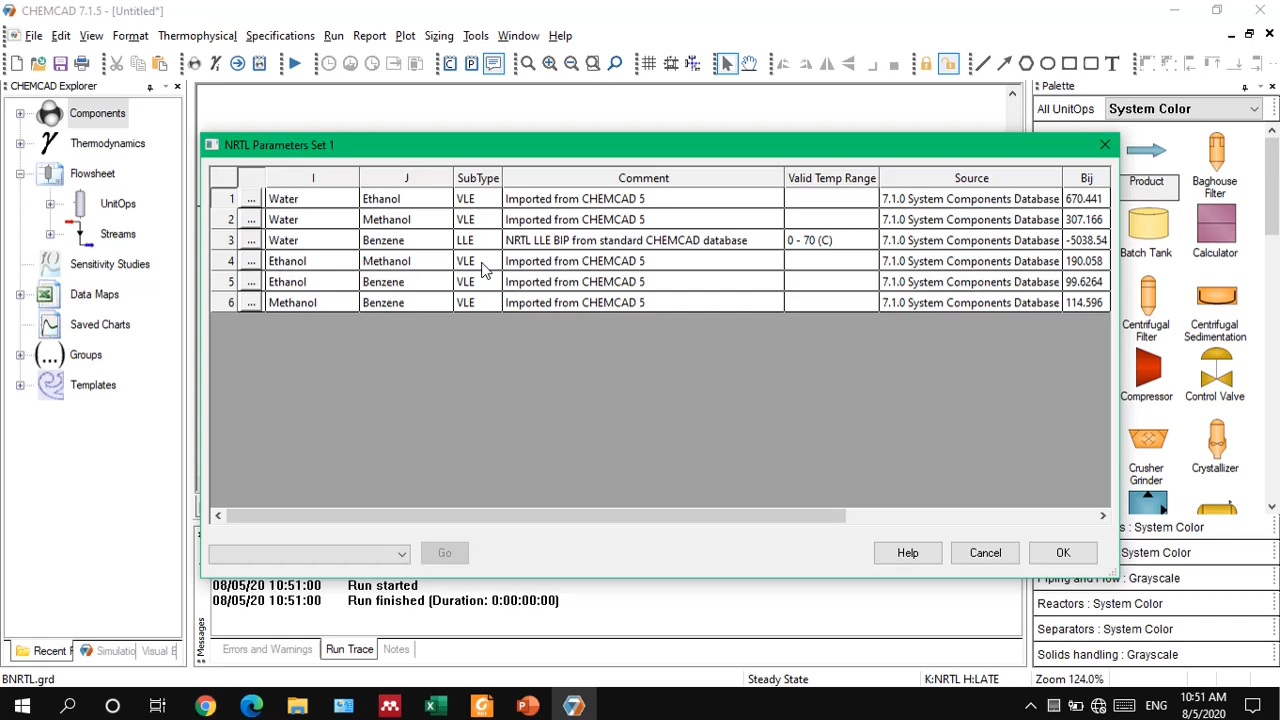 CHEMCAD 7.1.5 - [Untitled*]
File Edit View Format Thermophysical Specifications Run Report Plot Sizing Tools Window Help
CHEMCAD Explorer
Components
Thermodynamics
Flowsheet
UnitOps
Streams
Sensitivity Studies
Data Maps
Saved Charts
Groups
Templates
Recent
Simulatio
Visual E
NRTL Parameters Set 1
I J SubType Comment Valid Temp Range Source Bij
1 ... Water Ethanol VLE Imported from CHEMCAD 5 7.1.0 System Components Database 670.441
2 ... Water Methanol VLE Imported from CHEMCAD 5 7.1.0 System Components Database 307.166
3 ... Water Benzene LLE NRTL LLE BIP from standard CHEMCAD database 0 - 70 (C) 7.1.0 System Components Database -5038.54
4 ... Ethanol Methanol VLE Imported from CHEMCAD 5 7.1.0 System Components Database 190.058
5 ... Ethanol Benzene VLE Imported from CHEMCAD 5 7.1.0 System Components Database 99.6264
6 ... Methanol Benzene VLE Imported from CHEMCAD 5 7.1.0 System Components Database 114.596
Go Help Cancel OK
Messages
08/05/20 10:51:00 Run started
08/05/20 10:51:00 Run finished (Duration: 0:00:00:00)
Errors and Warnings Run Trace Notes
Palette
All UnitOps System Color
Product
Baghouse
Filter
Batch Tank
Calculator
Centrifugal
Filter
Centrifugal
Sedimentation
Compressor
Control Valve
Crusher
Grinder
Crystallizer
: System Color
: System Color
Piping and Flow : Grayscale
Reactors : System Color
Separators : System Color
Solids handling : Grayscale
BNRTL.grd Steady State K:NRTL H:LATE Zoom 124.0%
ENG
10:51 AM
8/5/2020